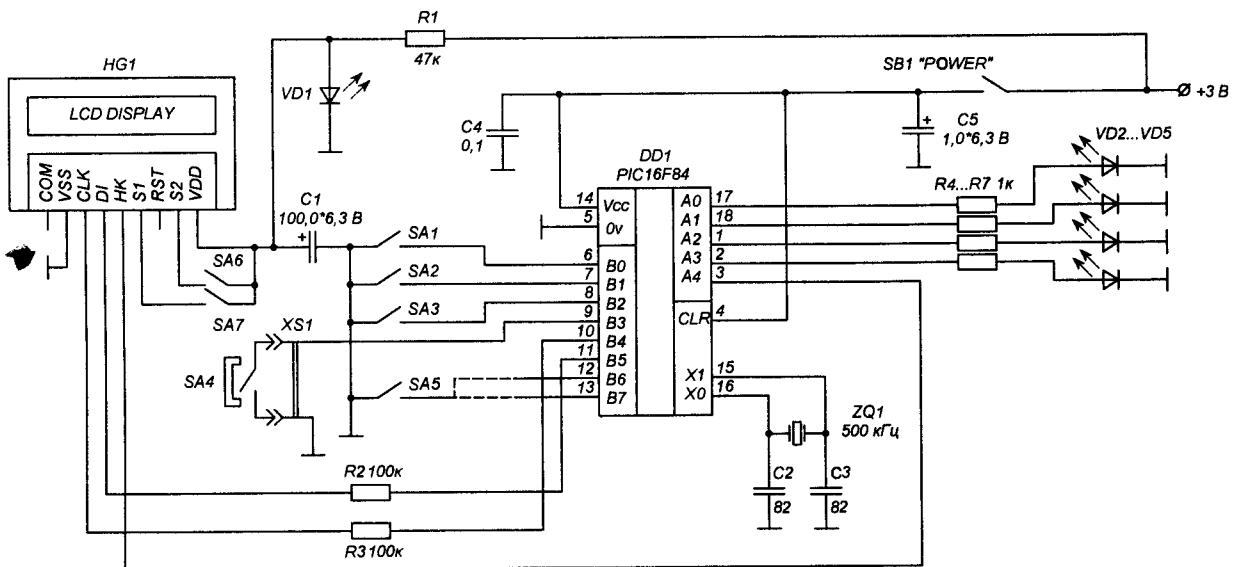 R1
47к
HG1
LCD DISPLAY
COM
VSS
CLK
DI
HK
S1
RST
S2
VDD
VD1
SB1 "POWER"
+3 В
C4
0,1
C5
+
1,0*6,3 В
VD2...VD5
DD1
PIC16F84
C1
100,0*6,3 В
+
R4...R7 1к
14 Vcc
5 0v
6 B0
7 B1
8 B2
9 B3
10 B4
11 B5
12 B6
13 B7
A0 17
A1 18
A2 1
A3 2
A4 3
CLR 4
X1 15
X0 16
SA1
SA2
SA3
SA6
SA7
XS1
SA4
SA5
ZQ1
500 кГц
C2
82
C3
82
R2 100к
R3 100к